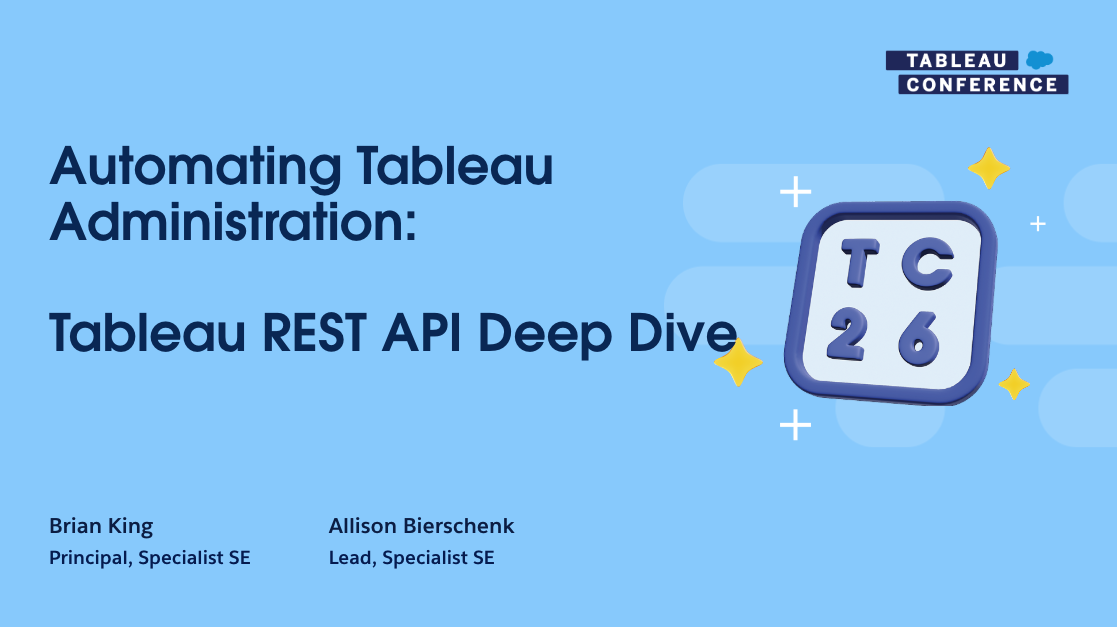 TABLEAU
CONFERENCE
Automating Tableau
Administration:
Tableau REST API Deep Dive
T C
2 6
Brian King
Principal, Specialist SE
Allison Bierschenk
Lead, Specialist SE